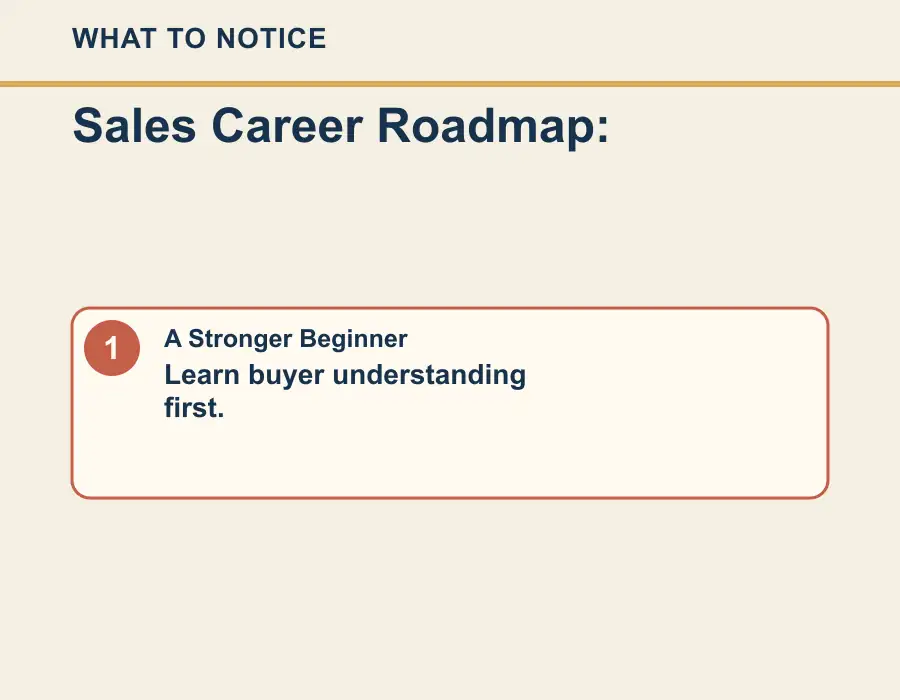 WHAT TO NOTICE
Sales Career Roadmap:
1
A Stronger Beginner
Learn buyer understanding
first.